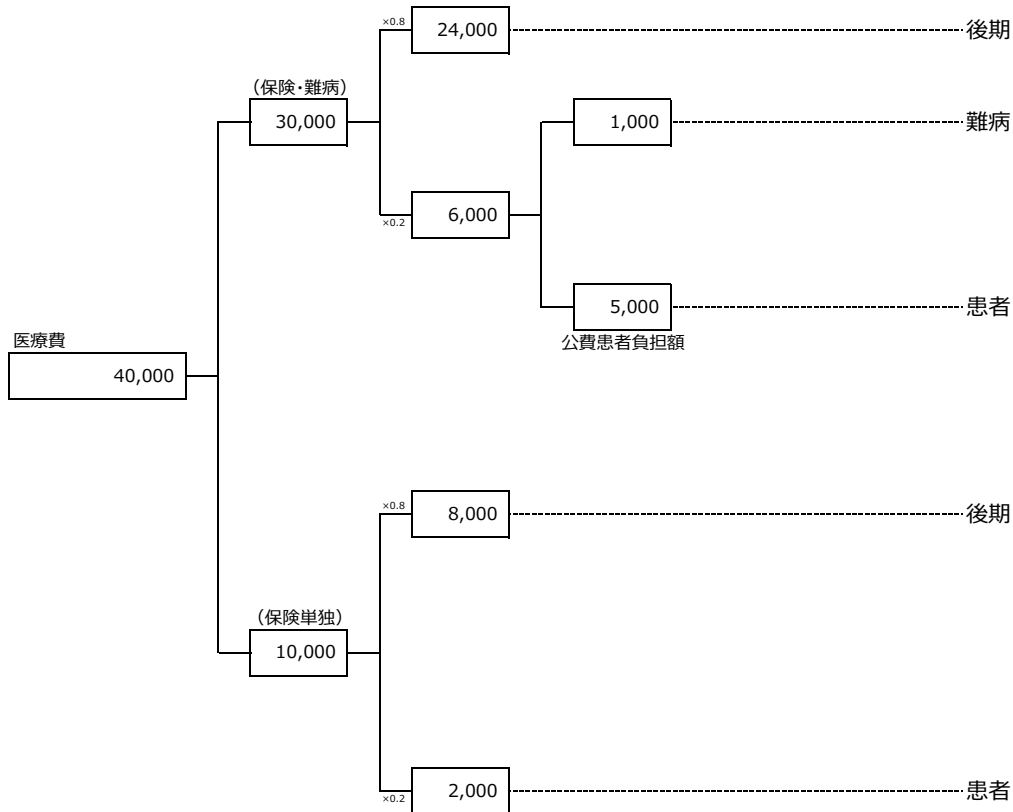 ×0.8
24,000
後期
（保険・難病）
30,000
1,000
難病
×0.2
6,000
5,000
患者
公費患者負担額
医療費
40,000
×0.8
8,000
後期
（保険単独）
10,000
×0.2
2,000
患者